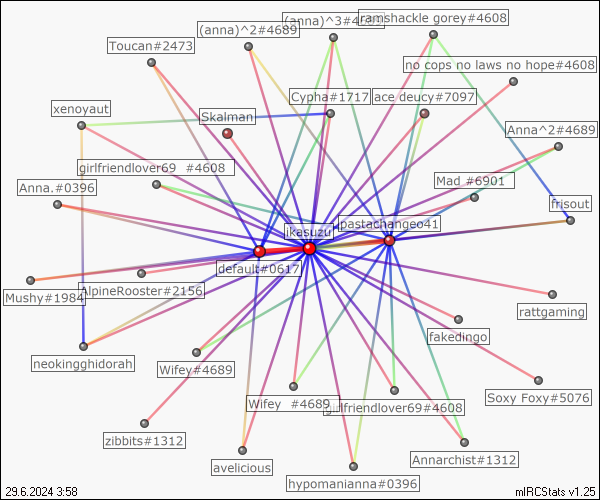 (anna)^2#4689
(anna)^3#4689
ramshackle gorey#4608
Toucan#2473
no cops no laws no hope#4608
xenoyaut
Skalman
Cypha#1717
ace deucy#7097
Anna^2#4689
girlfriendlover69 #4608
Mad #6901
Anna.#0396
frisout
ikasuzu
pastachangeo41
default#0617
Mushy#1984
AlpineRooster#2156
rattgaming
neokingghidorah
fakedingo
Wifey#4689
Soxy Foxy#5076
Wifey #4689
girlfriendlover69#4608
zibbits#1312
avelicious
Annarchist#1312
hypomanianna#0396
29.6.2024 3:58
mIRCStats v1.25